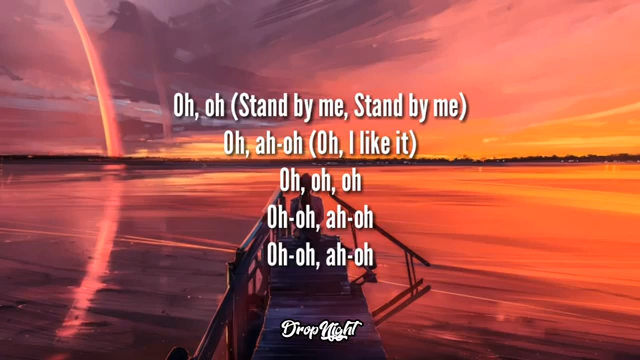 Oh, oh (Stand by me, Stand by me)
Oh, ah-oh (Oh, I like it)
Oh, oh, oh
Oh-oh, ah-oh
Oh-oh, ah-oh
DropNight